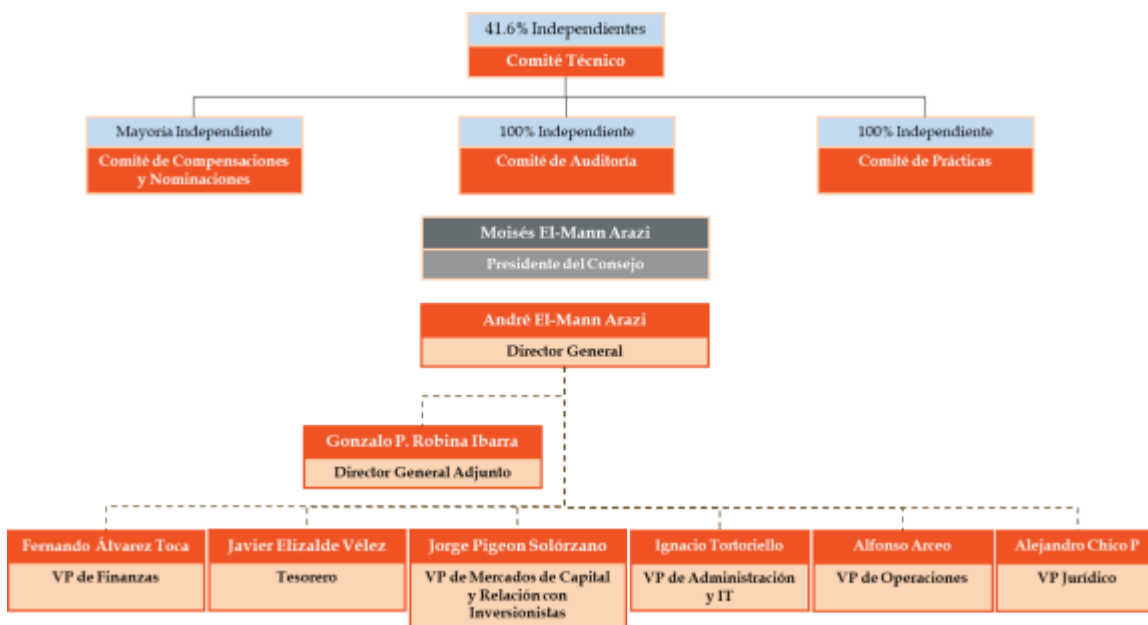 41.6% Independientes
Comité Técnico
Mayoría Independiente
Comité de Compensaciones
y Nominaciones
100% Independiente
Comité de Auditoría
100% Independiente
Comité de Prácticas
Moisés El-Mann Arazi
Presidente del Consejo
André El-Mann Arazi
Director General
Gonzalo P. Robina Ibarra
Director General Adjunto
Fernando Álvarez Toca
VP de Finanzas
Javier Elizalde Vélez
Tesorero
Jorge Pigeon Solórzano
VP de Mercados de Capital
y Relación con
Inversionistas
Ignacio Tortoriello
VP de Administración
y IT
Alfonso Arceo
VP de Operaciones
Alejandro Chico P
VP Jurídico